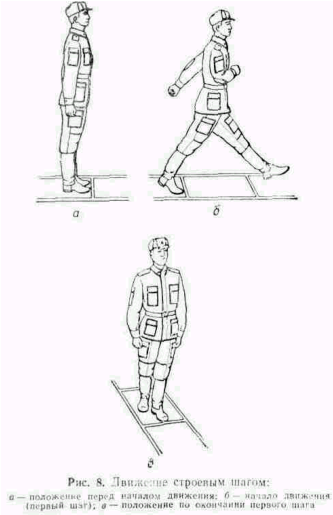 а
б
в
Рис. 8. Движение строевым шагом:
а — положение перед началом движения; б — начало движения
(первый шаг); в — положение по окончании первого шага